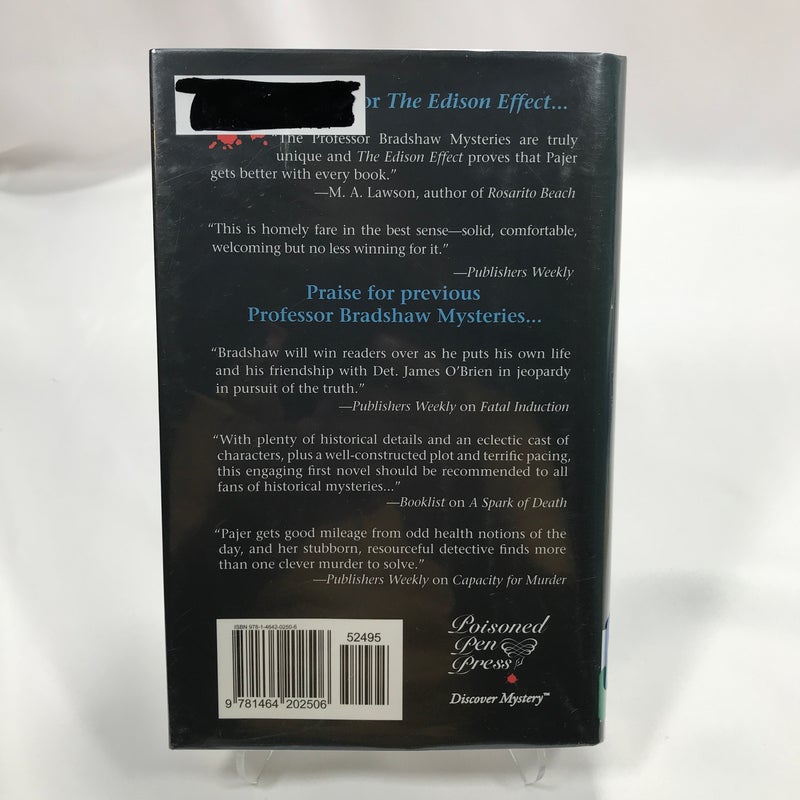 or The Edison Effect...
“The Professor Bradshaw Mysteries are truly
unique and The Edison Effect proves that Pajer
gets better with every book.”
—M. A. Lawson, author of Rosarito Beach
“This is homely fare in the best sense—solid, comfortable,
welcoming but no less winning for it.”
—Publishers Weekly
Praise for previous
Professor Bradshaw Mysteries...
“Bradshaw will win readers over as he puts his own life
and his friendship with Det. James O’Brien in jeopardy
in pursuit of the truth.”
—Publishers Weekly on Fatal Induction
“With plenty of historical details and an eclectic cast of
characters, plus a well-constructed plot and terrific pacing,
this engaging first novel should be recommended to all
fans of historical mysteries...”
—Booklist on A Spark of Death
“Pajer gets good mileage from odd health notions of the
day, and her stubborn, resourceful detective finds more
than one clever murder to solve.”
—Publishers Weekly on Capacity for Murder
ISBN 978-1-4642-0250-6
52495
9 781464 202506
Poisoned
Pen
Press
Discover Mystery™